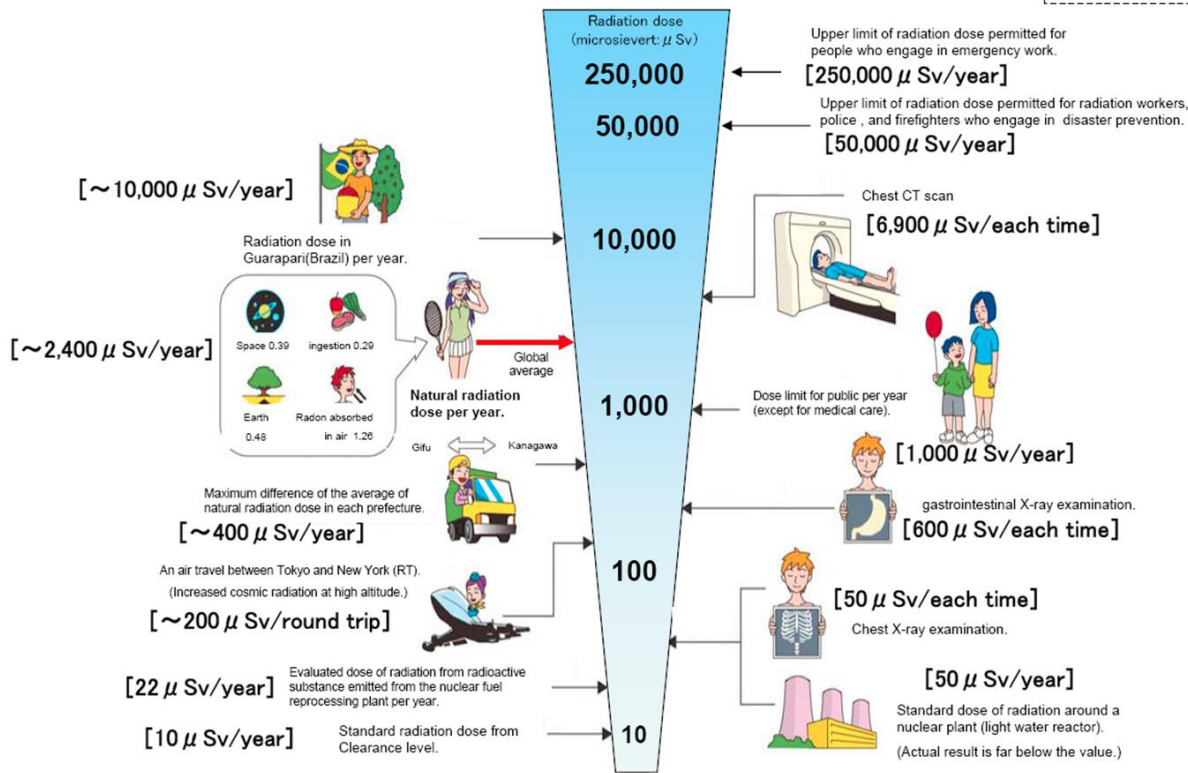 Radiation dose
(microsievert: μ Sv)
250,000
50,000
10,000
1,000
100
10
Upper limit of radiation dose permitted for
people who engage in emergency work.
[250,000 μ Sv/year]
Upper limit of radiation dose permitted for radiation workers,
police , and firefighters who engage in disaster prevention.
[50,000 μ Sv/year]
[~10,000 μ Sv/year]
Radiation dose in
Guarapari(Brazil) per year.
Chest CT scan
[6,900 μ Sv/each time]
[~2,400 μ Sv/year]
Space 0.39
ingestion 0.29
Earth
0.48
Radon absorbed
in air 1.26
Natural radiation
dose per year.
Global
average
Dose limit for public per year
(except for medical care).
[1,000 μ Sv/year]
Gifu
Kanagawa
Maximum difference of the average of
natural radiation dose in each prefecture.
[~400 μ Sv/year]
gastrointestinal X-ray examination.
[600 μ Sv/each time]
An air travel between Tokyo and New York (RT).
(Increased cosmic radiation at high altitude.)
[~200 μ Sv/round trip]
[50 μ Sv/each time]
Chest X-ray examination.
[22 μ Sv/year]
Evaluated dose of radiation from radioactive
substance emitted from the nuclear fuel
reprocessing plant per year.
[50 μ Sv/year]
Standard dose of radiation around a
nuclear plant (light water reactor).
(Actual result is far below the value.)
[10 μ Sv/year]
Standard radiation dose from
Clearance level.